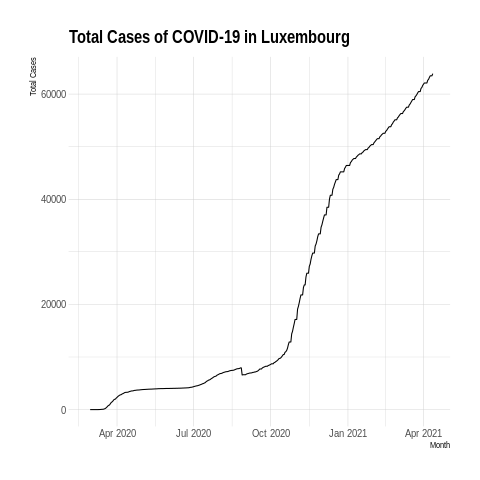 Total Cases of COVID-19 in Luxembourg
Total Cases
60000
40000
20000
0
Apr 2020 Jul 2020 Oct 2020 Jan 2021 Apr 2021
Month